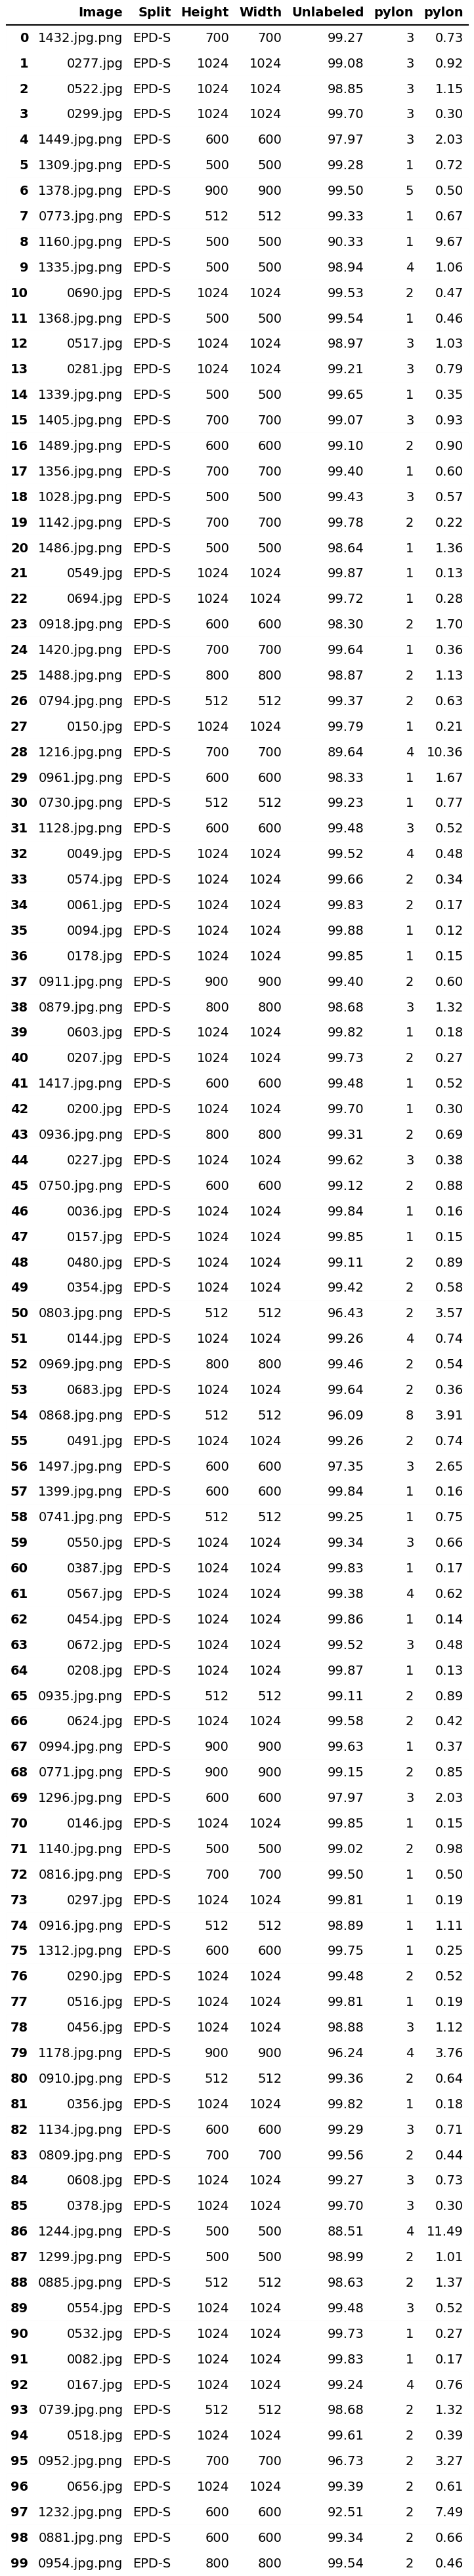 Image Split Height Width Unlabeled pylon pylon
0 1432.jpg.png EPD-S 700 700 99.27 3 0.73
1 0277.jpg EPD-S 1024 1024 99.08 3 0.92
2 0522.jpg EPD-S 1024 1024 98.85 3 1.15
3 0299.jpg EPD-S 1024 1024 99.70 3 0.30
4 1449.jpg.png EPD-S 600 600 97.97 3 2.03
5 1309.jpg.png EPD-S 500 500 99.28 1 0.72
6 1378.jpg.png EPD-S 900 900 99.50 5 0.50
7 0773.jpg.png EPD-S 512 512 99.33 1 0.67
8 1160.jpg.png EPD-S 500 500 90.33 1 9.67
9 1335.jpg.png EPD-S 500 500 98.94 4 1.06
10 0690.jpg EPD-S 1024 1024 99.53 2 0.47
11 1368.jpg.png EPD-S 500 500 99.54 1 0.46
12 0517.jpg EPD-S 1024 1024 98.97 3 1.03
13 0281.jpg EPD-S 1024 1024 99.21 3 0.79
14 1339.jpg.png EPD-S 500 500 99.65 1 0.35
15 1405.jpg.png EPD-S 700 700 99.07 3 0.93
16 1489.jpg.png EPD-S 600 600 99.10 2 0.90
17 1356.jpg.png EPD-S 700 700 99.40 1 0.60
18 1028.jpg.png EPD-S 500 500 99.43 3 0.57
19 1142.jpg.png EPD-S 700 700 99.78 2 0.22
20 1486.jpg.png EPD-S 500 500 98.64 1 1.36
21 0549.jpg EPD-S 1024 1024 99.87 1 0.13
22 0694.jpg EPD-S 1024 1024 99.72 1 0.28
23 0918.jpg.png EPD-S 600 600 98.30 2 1.70
24 1420.jpg.png EPD-S 700 700 99.64 1 0.36
25 1488.jpg.png EPD-S 800 800 98.87 2 1.13
26 0794.jpg.png EPD-S 512 512 99.37 2 0.63
27 0150.jpg EPD-S 1024 1024 99.79 1 0.21
28 1216.jpg.png EPD-S 700 700 89.64 4 10.36
29 0961.jpg.png EPD-S 600 600 98.33 1 1.67
30 0730.jpg.png EPD-S 512 512 99.23 1 0.77
31 1128.jpg.png EPD-S 600 600 99.48 3 0.52
32 0049.jpg EPD-S 1024 1024 99.52 4 0.48
33 0574.jpg EPD-S 1024 1024 99.66 2 0.34
34 0061.jpg EPD-S 1024 1024 99.83 2 0.17
35 0094.jpg EPD-S 1024 1024 99.88 1 0.12
36 0178.jpg EPD-S 1024 1024 99.85 1 0.15
37 0911.jpg.png EPD-S 900 900 99.40 2 0.60
38 0879.jpg.png EPD-S 800 800 98.68 3 1.32
39 0603.jpg EPD-S 1024 1024 99.82 1 0.18
40 0207.jpg EPD-S 1024 1024 99.73 2 0.27
41 1417.jpg.png EPD-S 600 600 99.48 1 0.52
42 0200.jpg EPD-S 1024 1024 99.70 1 0.30
43 0936.jpg.png EPD-S 800 800 99.31 2 0.69
44 0227.jpg EPD-S 1024 1024 99.62 3 0.38
45 0750.jpg.png EPD-S 600 600 99.12 2 0.88
46 0036.jpg EPD-S 1024 1024 99.84 1 0.16
47 0157.jpg EPD-S 1024 1024 99.85 1 0.15
48 0480.jpg EPD-S 1024 1024 99.11 2 0.89
49 0354.jpg EPD-S 1024 1024 99.42 2 0.58
50 0803.jpg.png EPD-S 512 512 96.43 2 3.57
51 0144.jpg EPD-S 1024 1024 99.26 4 0.74
52 0969.jpg.png EPD-S 800 800 99.46 2 0.54
53 0683.jpg EPD-S 1024 1024 99.64 2 0.36
54 0868.jpg.png EPD-S 512 512 96.09 8 3.91
55 0491.jpg EPD-S 1024 1024 99.26 2 0.74
56 1497.jpg.png EPD-S 600 600 97.35 3 2.65
57 1399.jpg.png EPD-S 600 600 99.84 1 0.16
58 0741.jpg.png EPD-S 512 512 99.25 1 0.75
59 0550.jpg EPD-S 1024 1024 99.34 3 0.66
60 0387.jpg EPD-S 1024 1024 99.83 1 0.17
61 0567.jpg EPD-S 1024 1024 99.38 4 0.62
62 0454.jpg EPD-S 1024 1024 99.86 1 0.14
63 0672.jpg EPD-S 1024 1024 99.52 3 0.48
64 0208.jpg EPD-S 1024 1024 99.87 1 0.13
65 0935.jpg.png EPD-S 512 512 99.11 2 0.89
66 0624.jpg EPD-S 1024 1024 99.58 2 0.42
67 0994.jpg.png EPD-S 900 900 99.63 1 0.37
68 0771.jpg.png EPD-S 900 900 99.15 2 0.85
69 1296.jpg.png EPD-S 600 600 97.97 3 2.03
70 0146.jpg EPD-S 1024 1024 99.85 1 0.15
71 1140.jpg.png EPD-S 500 500 99.02 2 0.98
72 0816.jpg.png EPD-S 700 700 99.50 1 0.50
73 0297.jpg EPD-S 1024 1024 99.81 1 0.19
74 0916.jpg.png EPD-S 512 512 98.89 1 1.11
75 1312.jpg.png EPD-S 600 600 99.75 1 0.25
76 0290.jpg EPD-S 1024 1024 99.48 2 0.52
77 0516.jpg EPD-S 1024 1024 99.81 1 0.19
78 0456.jpg EPD-S 1024 1024 98.88 3 1.12
79 1178.jpg.png EPD-S 900 900 96.24 4 3.76
80 0910.jpg.png EPD-S 512 512 99.36 2 0.64
81 0356.jpg EPD-S 1024 1024 99.82 1 0.18
82 1134.jpg.png EPD-S 600 600 99.29 3 0.71
83 0809.jpg.png EPD-S 700 700 99.56 2 0.44
84 0608.jpg EPD-S 1024 1024 99.27 3 0.73
85 0378.jpg EPD-S 1024 1024 99.70 3 0.30
86 1244.jpg.png EPD-S 500 500 88.51 4 11.49
87 1299.jpg.png EPD-S 500 500 98.99 2 1.01
88 0885.jpg.png EPD-S 512 512 98.63 2 1.37
89 0554.jpg EPD-S 1024 1024 99.48 3 0.52
90 0532.jpg EPD-S 1024 1024 99.73 1 0.27
91 0082.jpg EPD-S 1024 1024 99.83 1 0.17
92 0167.jpg EPD-S 1024 1024 99.24 4 0.76
93 0739.jpg.png EPD-S 512 512 98.68 2 1.32
94 0518.jpg EPD-S 1024 1024 99.61 2 0.39
95 0952.jpg.png EPD-S 700 700 96.73 2 3.27
96 0656.jpg EPD-S 1024 1024 99.39 2 0.61
97 1232.jpg.png EPD-S 600 600 92.51 2 7.49
98 0881.jpg.png EPD-S 600 600 99.34 2 0.66
99 0954.jpg.png EPD-S 800 800 99.54 2 0.46